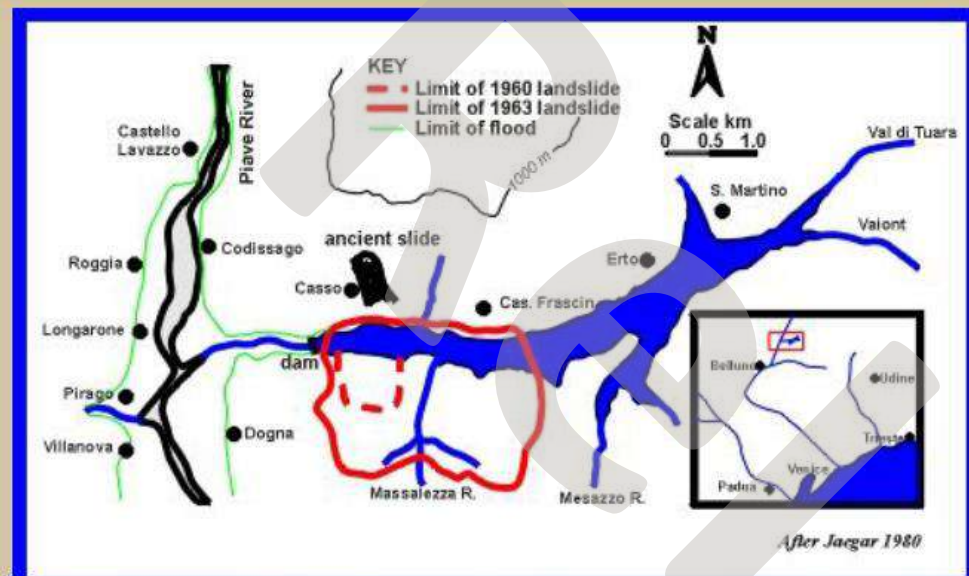 N
KEY
Limit of 1960 landslide
Limit of 1963 landslide
Limit of flood
Scale km
0 0.5 1.0
Val di Tuara
Castello
Lavazzo
Piave River
1000 m
S. Martino
Vaiont
ancient slide
Codissago
Erto
Roggia
Casso
Cas. Frascin
Longarone
dam
Belluno
Udine
Pirago
Dogna
Villanova
Trieste
Venice
Padua
Massalezza R.
Mesazzo R.
After Jaegar 1980